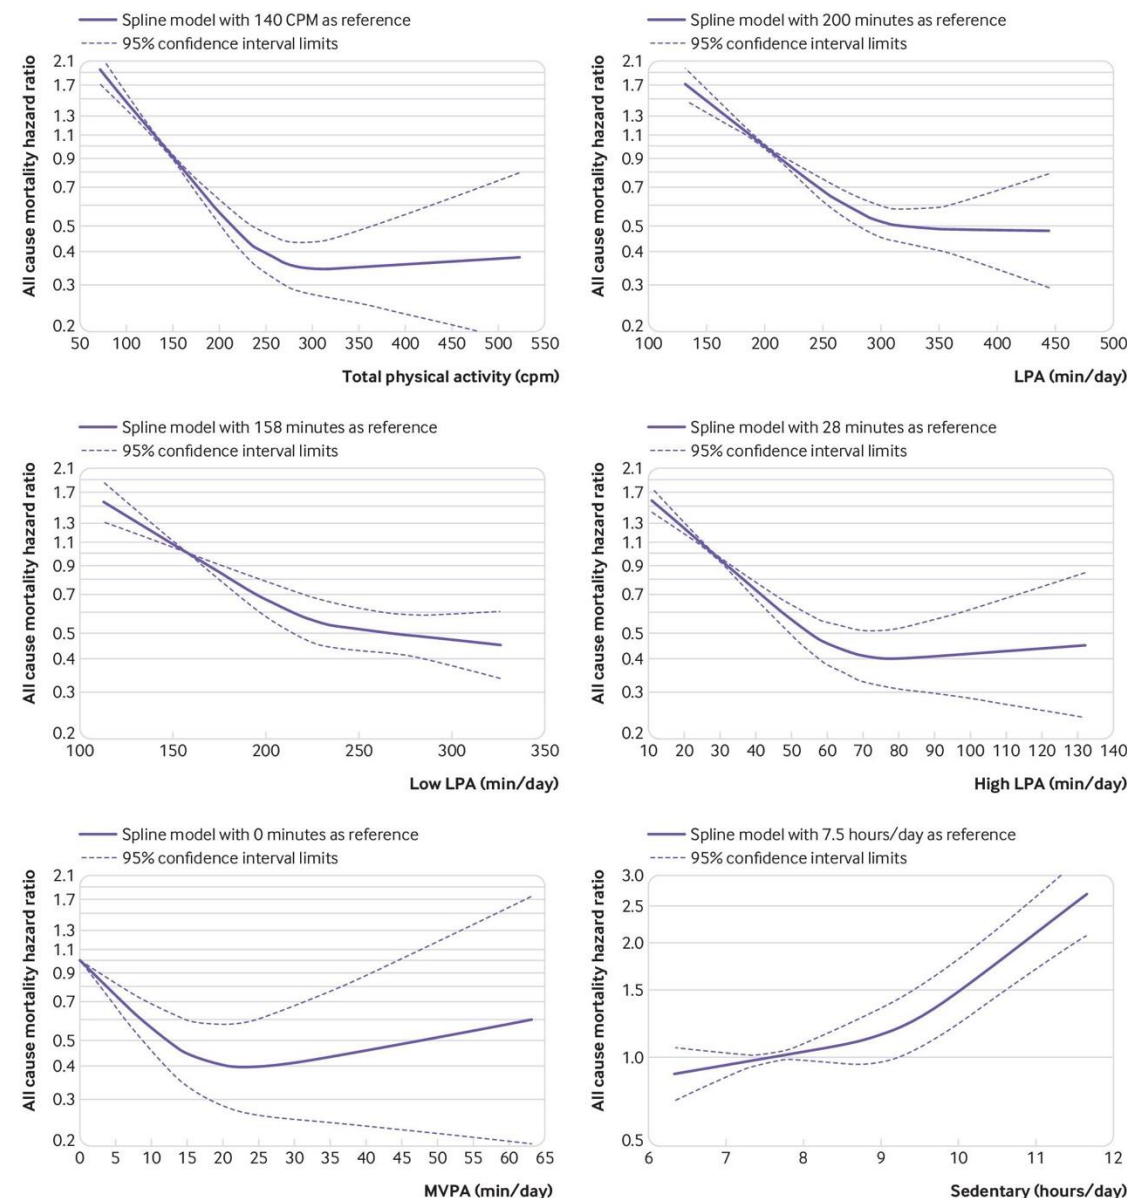 Spline model with 140 CPM as reference
95% confidence interval limits
All cause mortality hazard ratio
2.1
1.7
1.3
1.1
0.9
0.7
0.5
0.4
0.3
0.2
50 100 150 200 250 300 350 400 450 500 550
Total physical activity (cpm)
Spline model with 200 minutes as reference
95% confidence interval limits
All cause mortality hazard ratio
2.1
1.7
1.3
1.1
0.9
0.7
0.5
0.4
0.3
0.2
100 150 200 250 300 350 400 450 500
LPA (min/day)
Spline model with 158 minutes as reference
95% confidence interval limits
All cause mortality hazard ratio
2.1
1.7
1.3
1.1
0.9
0.7
0.5
0.4
0.3
0.2
100 150 200 250 300 350
Low LPA (min/day)
Spline model with 28 minutes as reference
95% confidence interval limits
All cause mortality hazard ratio
2.1
1.7
1.3
1.1
0.9
0.7
0.5
0.4
0.3
0.2
10 20 30 40 50 60 70 80 90 100 110 120 130 140
High LPA (min/day)
Spline model with 0 minutes as reference
95% confidence interval limits
All cause mortality hazard ratio
2.1
1.7
1.3
1.1
0.9
0.7
0.5
0.4
0.3
0.2
0 5 10 15 20 25 30 35 40 45 50 55 60 65
MVPA (min/day)
Spline model with 7.5 hours/day as reference
95% confidence interval limits
All cause mortality hazard ratio
3.0
2.5
2.0
1.5
1.0
0.5
6 7 8 9 10 11 12
Sedentary (hours/day)